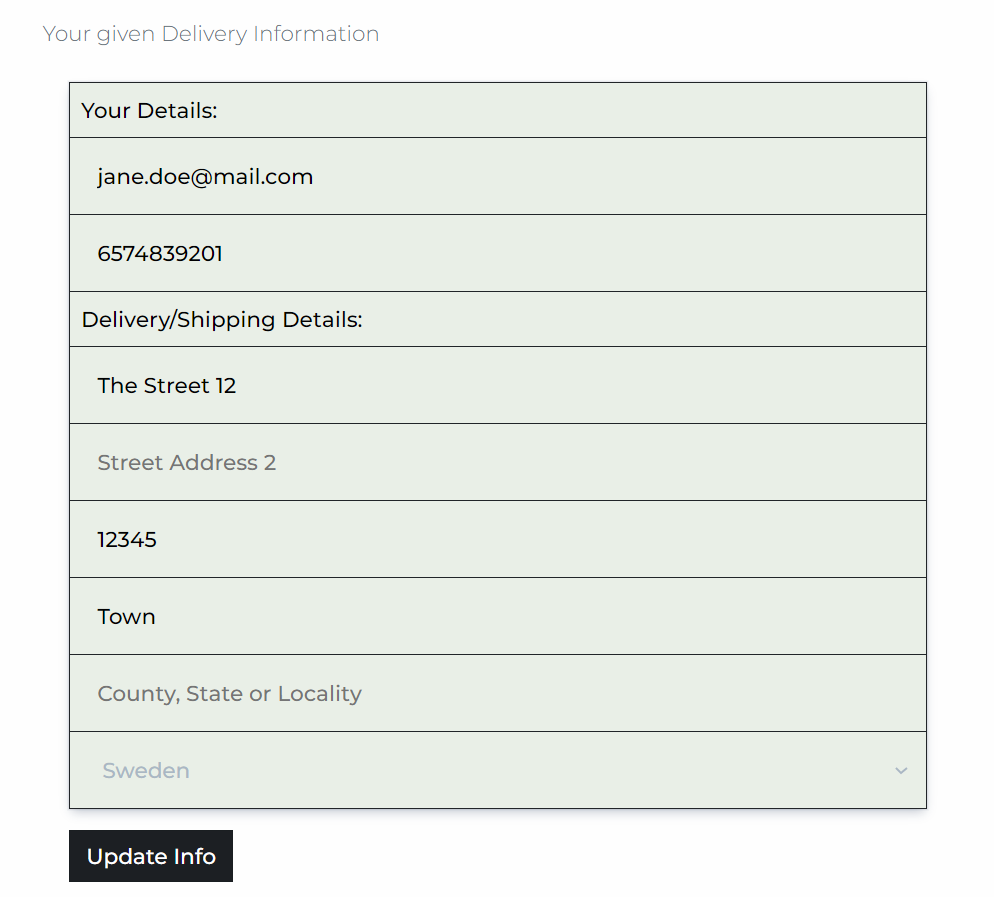 Your given Delivery Information
Your Details:
jane.doe@mail.com
6574839201
Delivery/Shipping Details:
The Street 12
Street Address 2
12345
Town
County, State or Locality
Sweden
Update Info